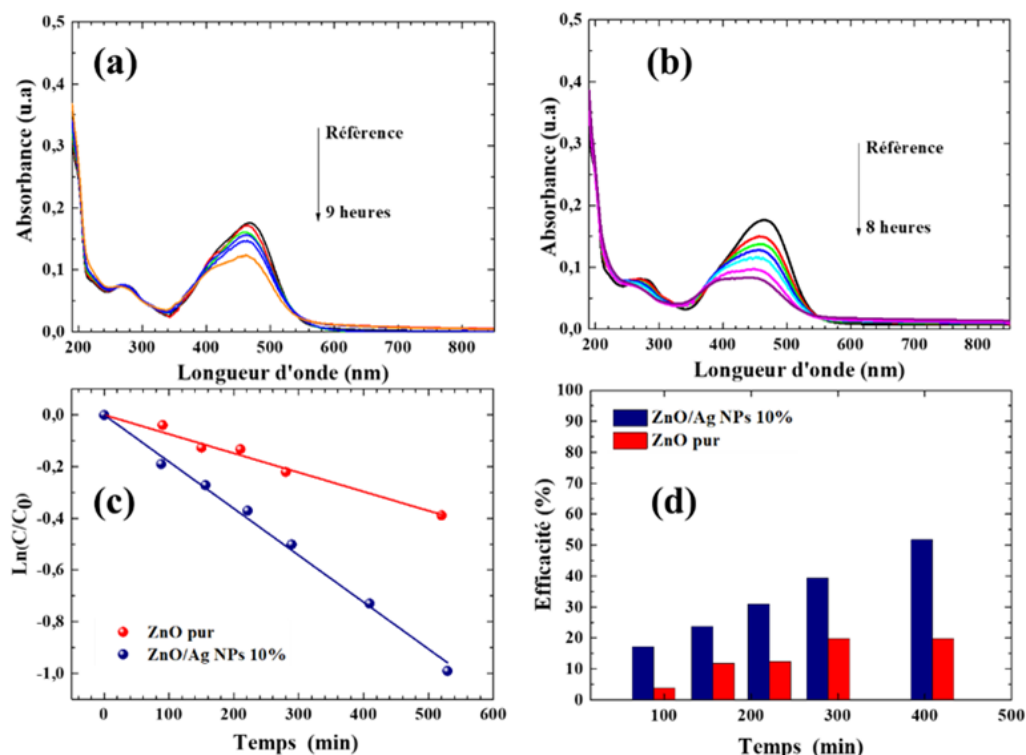 (a)
0,5
0,4
0,3
0,2
0,1
0,0
Absorbance (u.a)
Réfèrence
9 heures
200 300 400 500 600 700 800
Longueur d'onde (nm)
(b)
0,5
0,4
0,3
0,2
0,1
0,0
Absorbance (u.a)
Réfèrence
8 heures
200 300 400 500 600 700 800
Longueur d'onde (nm)
(c)
0,0
-0,2
-0,4
-0,6
-0,8
-1,0
Ln(C/C0)
ZnO pur
ZnO/Ag NPs 10%
0 100 200 300 400 500 600
Temps (min)
(d)
100
90
80
70
60
50
40
30
20
10
0
Efficacité (%)
ZnO/Ag NPs 10%
ZnO pur
100 200 300 400 500
Temps (min)